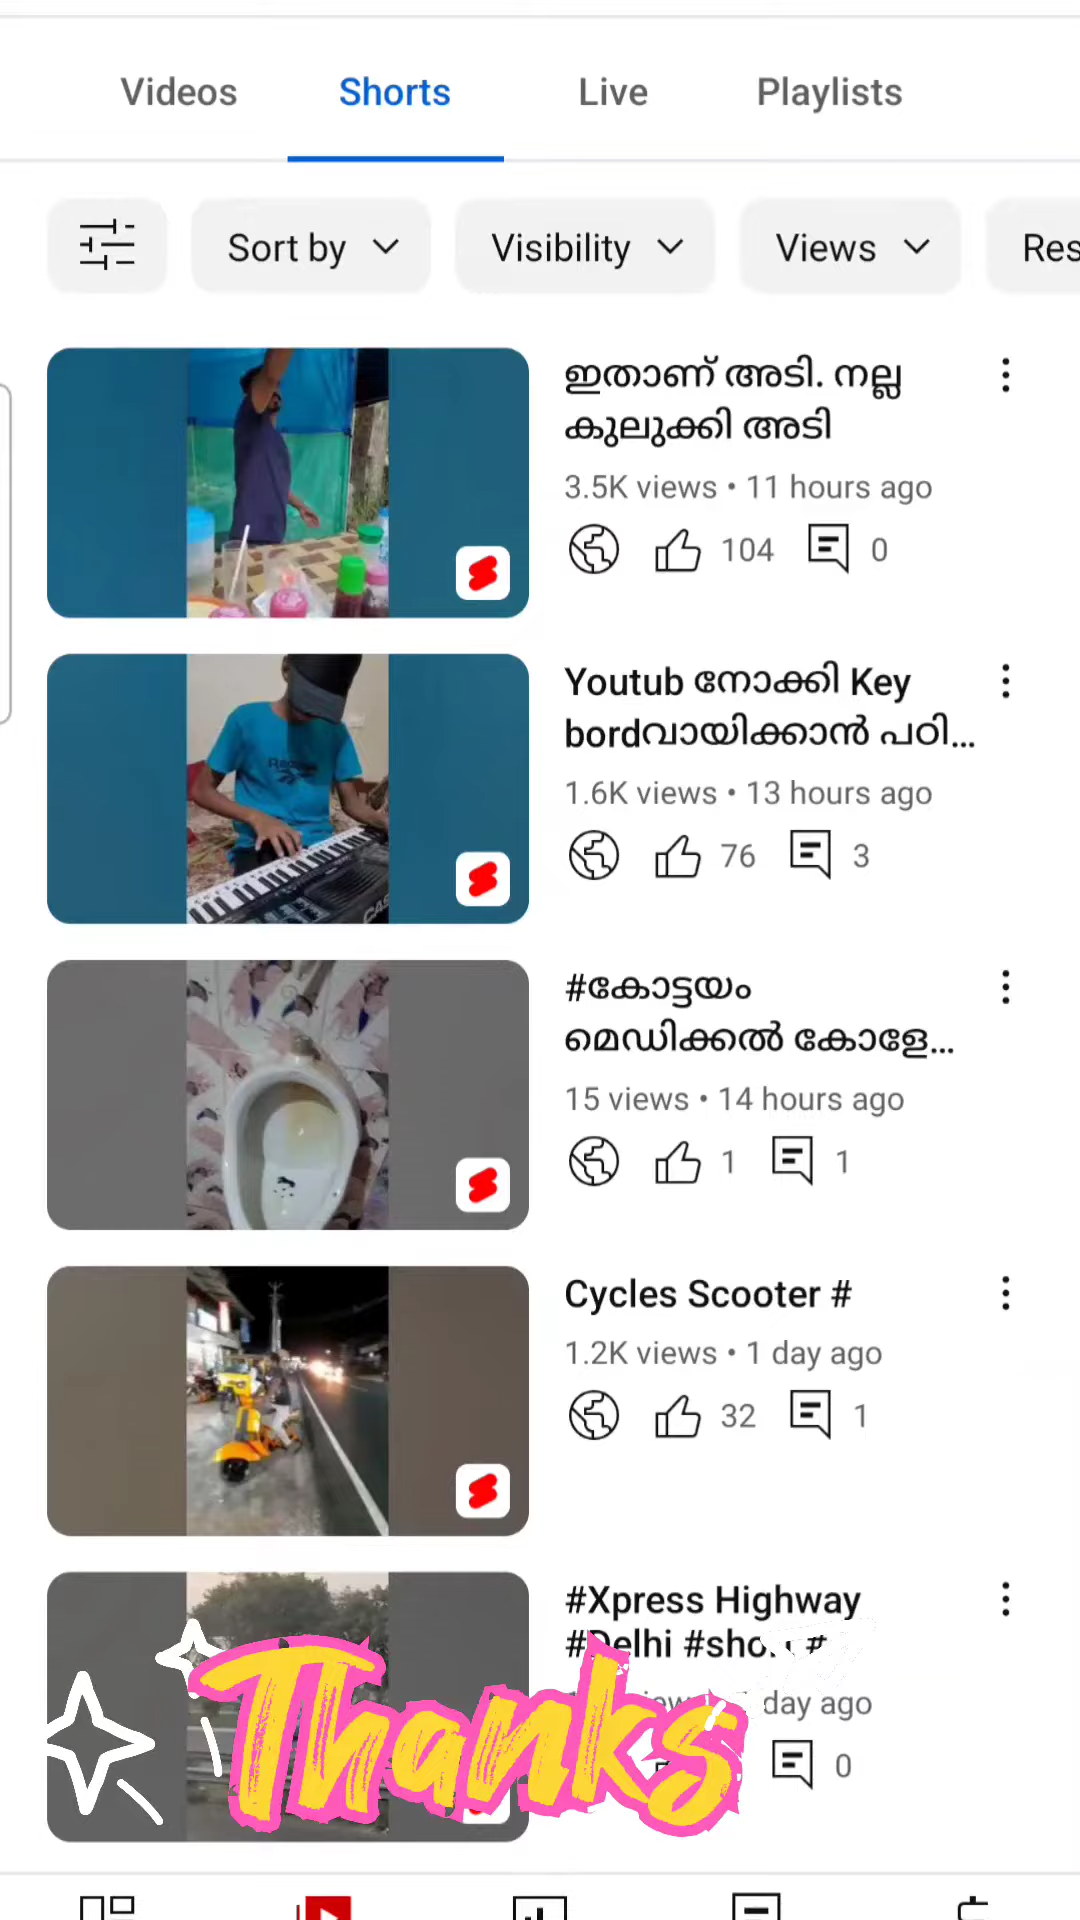 Videos Shorts Live Playlists
Sort by Visibility Views Res
ഇതാണ് അടി. നല്ല
കുലുക്കി അടി
3.5K views • 11 hours ago
104 0
Youtub നോക്കി Key
bordവായിക്കാൻ പഠി...
1.6K views • 13 hours ago
76 3
#കോട്ടയം
മെഡിക്കൽ കോളേ...
15 views • 14 hours ago
1 1
Cycles Scooter #
1.2K views • 1 day ago
32 1
#Xpress Highway
#Delhi #
day ago
0
Thanks